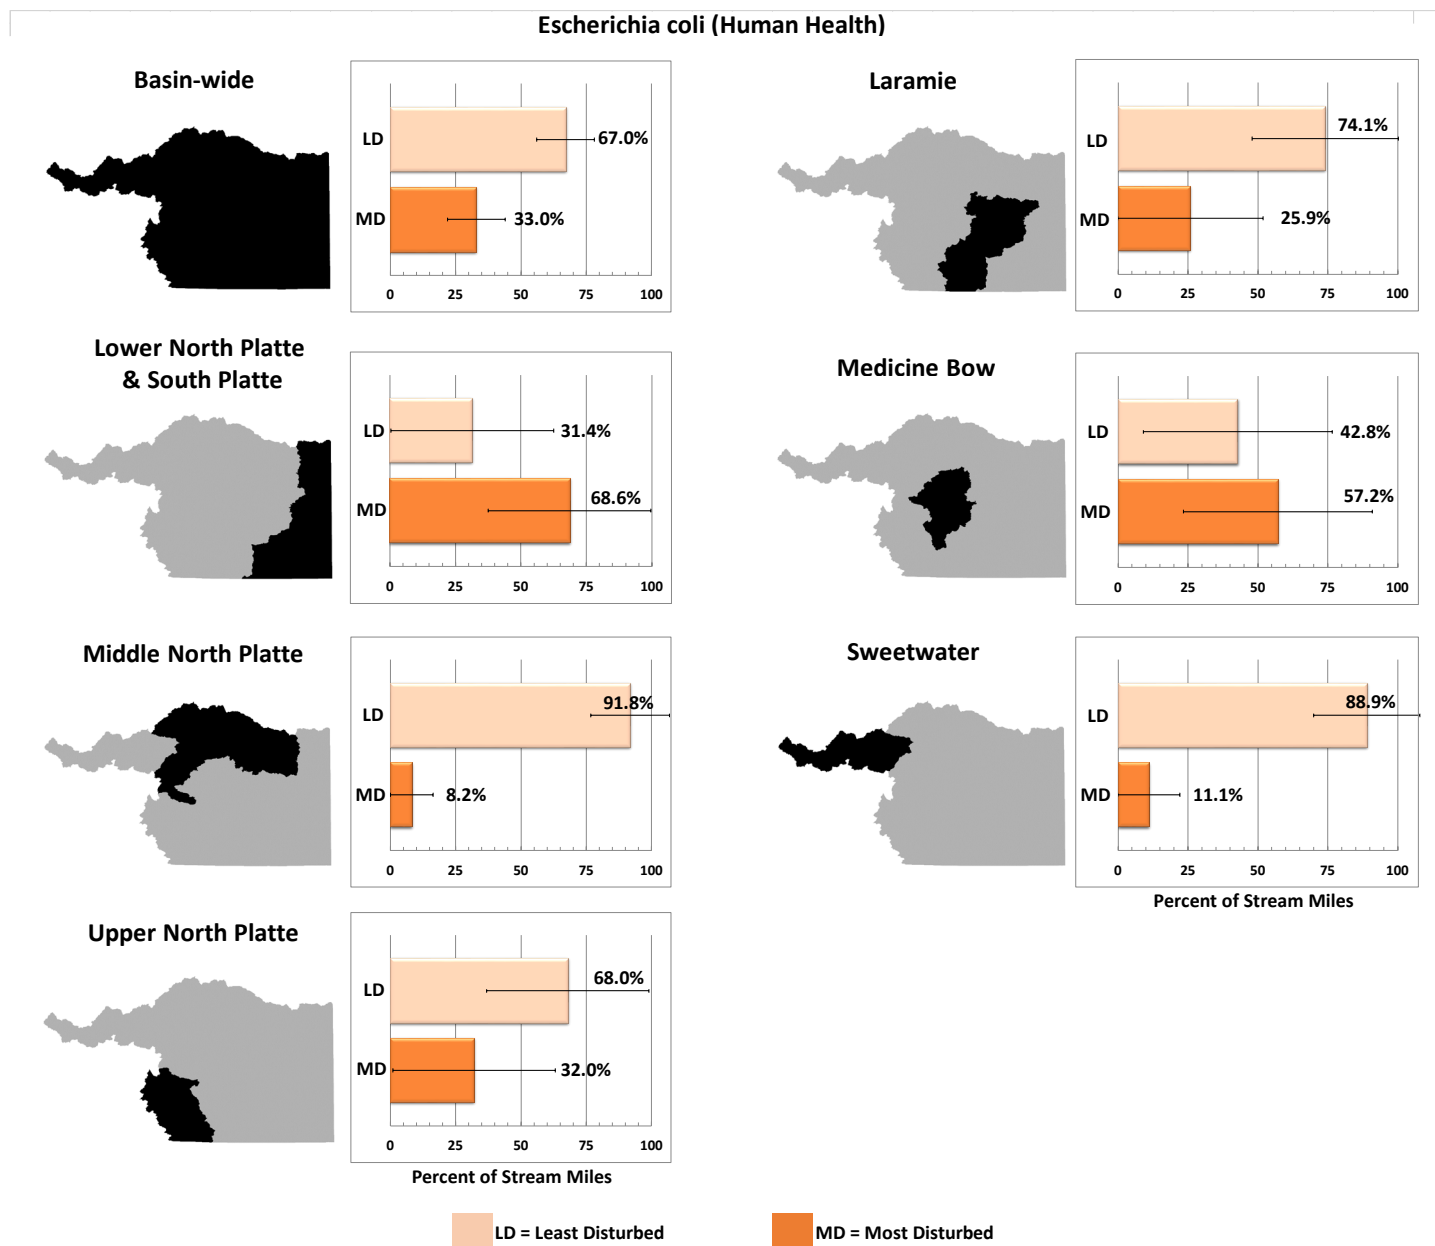 Escherichia coli (Human Health)
Basin-wide
LD
67.0%
MD
33.0%
0 25 50 75 100
Laramie
LD
74.1%
MD
25.9%
0 25 50 75 100
Lower North Platte
& South Platte
LD
31.4%
MD
68.6%
0 25 50 75 100
Medicine Bow
LD
42.8%
MD
57.2%
0 25 50 75 100
Middle North Platte
LD
91.8%
MD
8.2%
0 25 50 75 100
Sweetwater
LD
88.9%
MD
11.1%
0 25 50 75 100
Percent of Stream Miles
Upper North Platte
LD
68.0%
MD
32.0%
0 25 50 75 100
Percent of Stream Miles
LD = Least Disturbed
MD = Most Disturbed